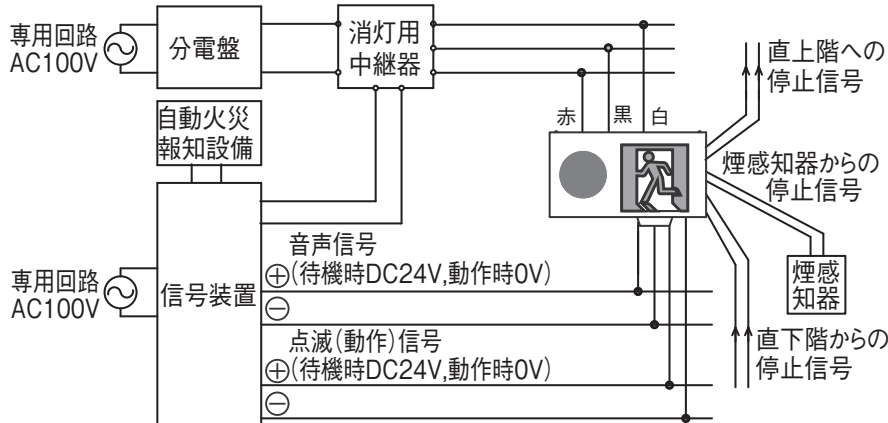 専用回路
AC100V
分電盤
消灯用
中継器
自動火災
報知設備
赤
黒
白
直上階への
停止信号
煙感知器からの
停止信号
煙感
知器
直下階からの
停止信号
専用回路
AC100V
信号装置
音声信号
⊕(待機時DC24V,動作時0V)
⊖
点滅(動作)信号
⊕(待機時DC24V,動作時0V)
⊖